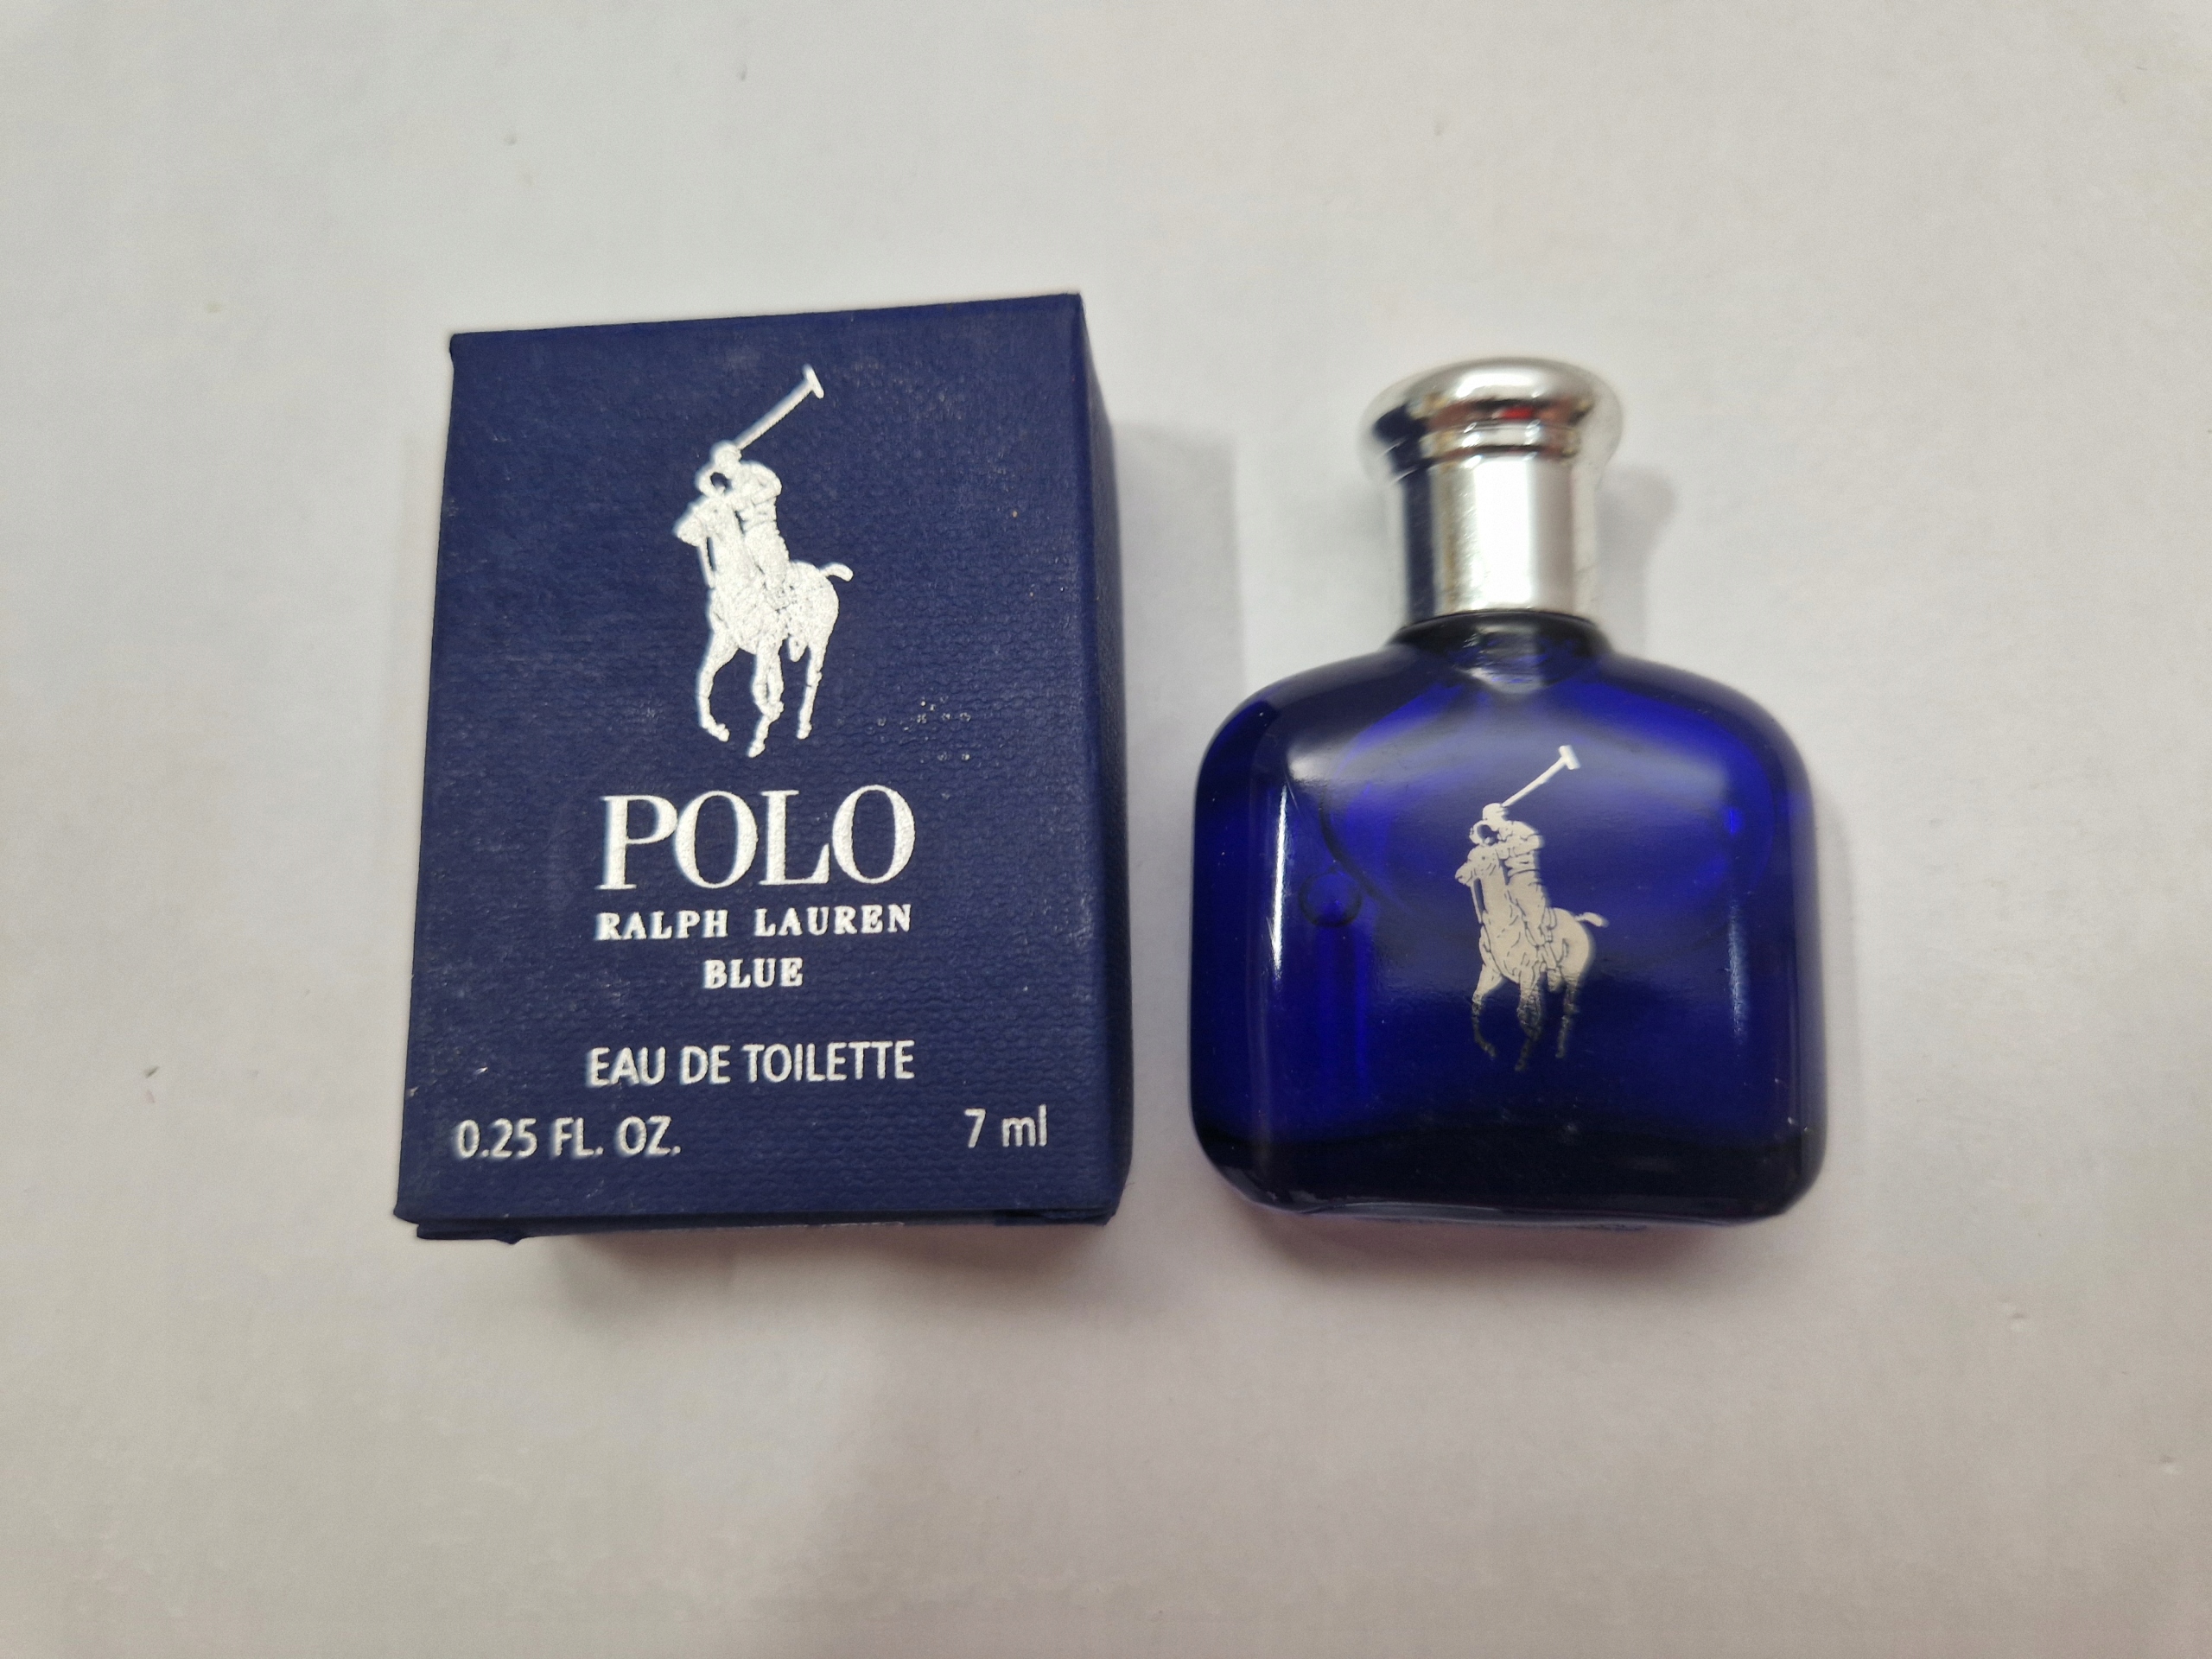 POLO
RALPH LAUREN
BLUE
EAU DE TOILETTE
0.25 FL. OZ. 7 ml